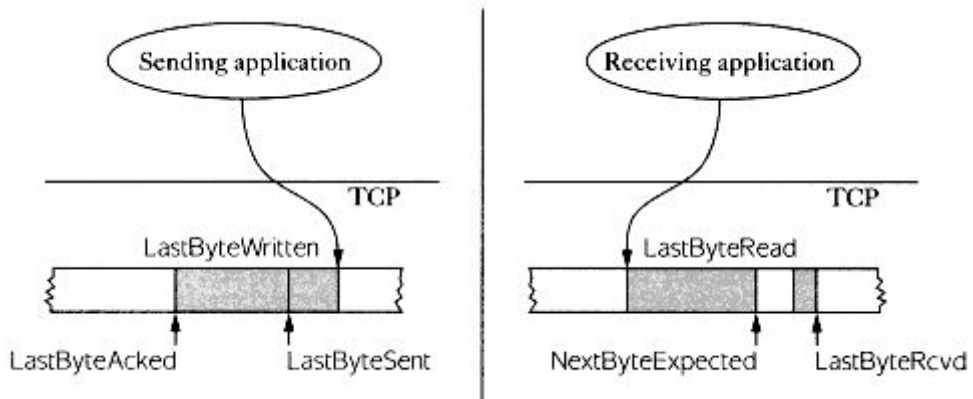 Sending application
TCP
LastByteWritten
LastByteAcked
LastByteSent
Receiving application
TCP
LastByteRead
NextByteExpected
LastByteRcvd